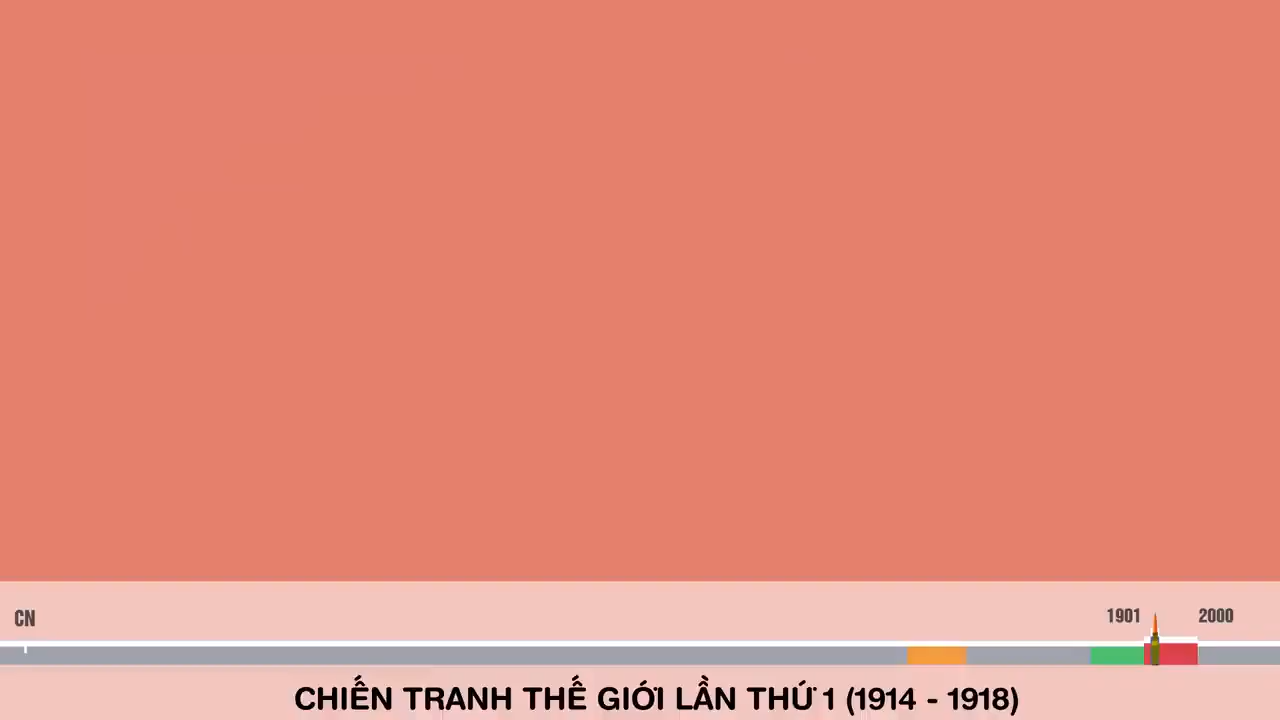 CN
1901
2000
CHIẾN TRANH THẾ GIỚI LẦN THỨ 1 (1914 - 1918)